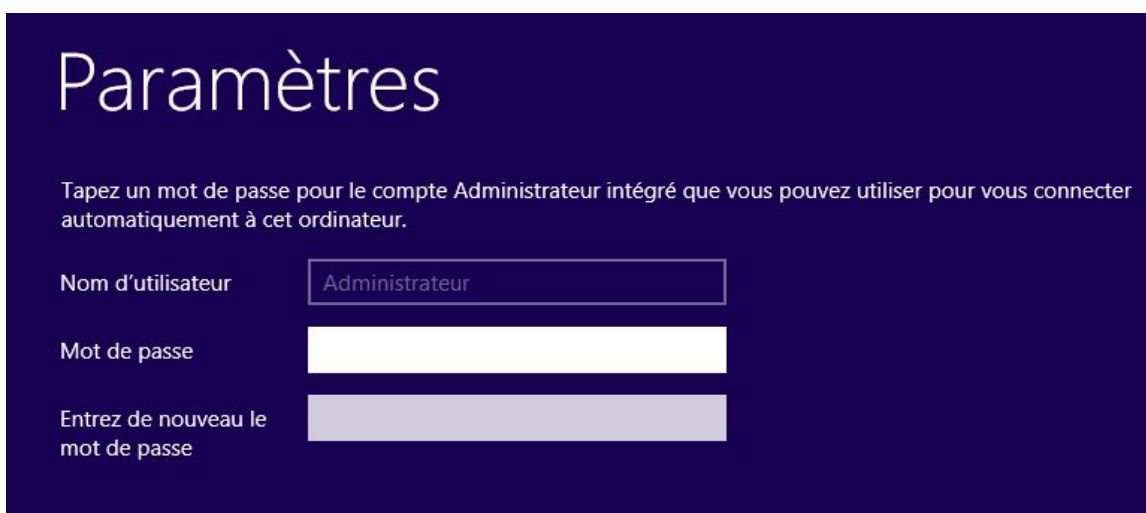 Paramètres
Tapez un mot de passe pour le compte Administrateur intégré que vous pouvez utiliser pour vous connecter
automatiquement à cet ordinateur.
Nom d’utilisateur
Administrateur
Mot de passe
Entrez de nouveau le
mot de passe